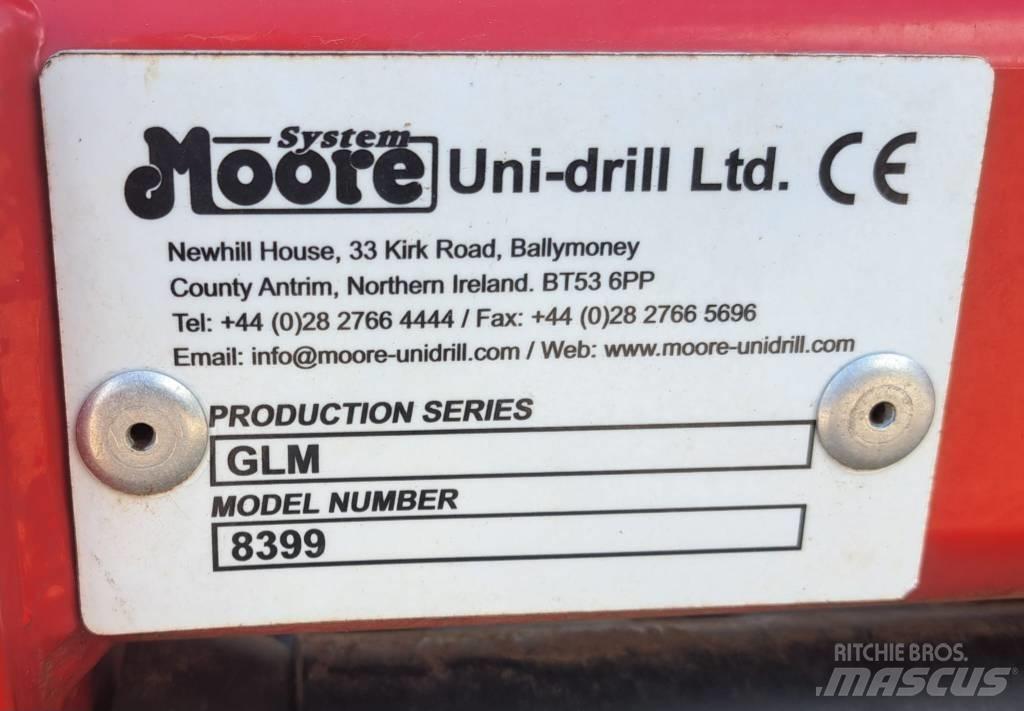 System
Moore Uni-drill Ltd. CE
Newhill House, 33 Kirk Road, Ballymoney
County Antrim, Northern Ireland. BT53 6PP
Tel: +44 (0)28 2766 4444 / Fax: +44 (0)28 2766 5696
Email: info@moore-unidrill.com / Web: www.moore-unidrill.com
PRODUCTION SERIES
GLM
MODEL NUMBER
8399
RITCHIE BROS.
MASCUS